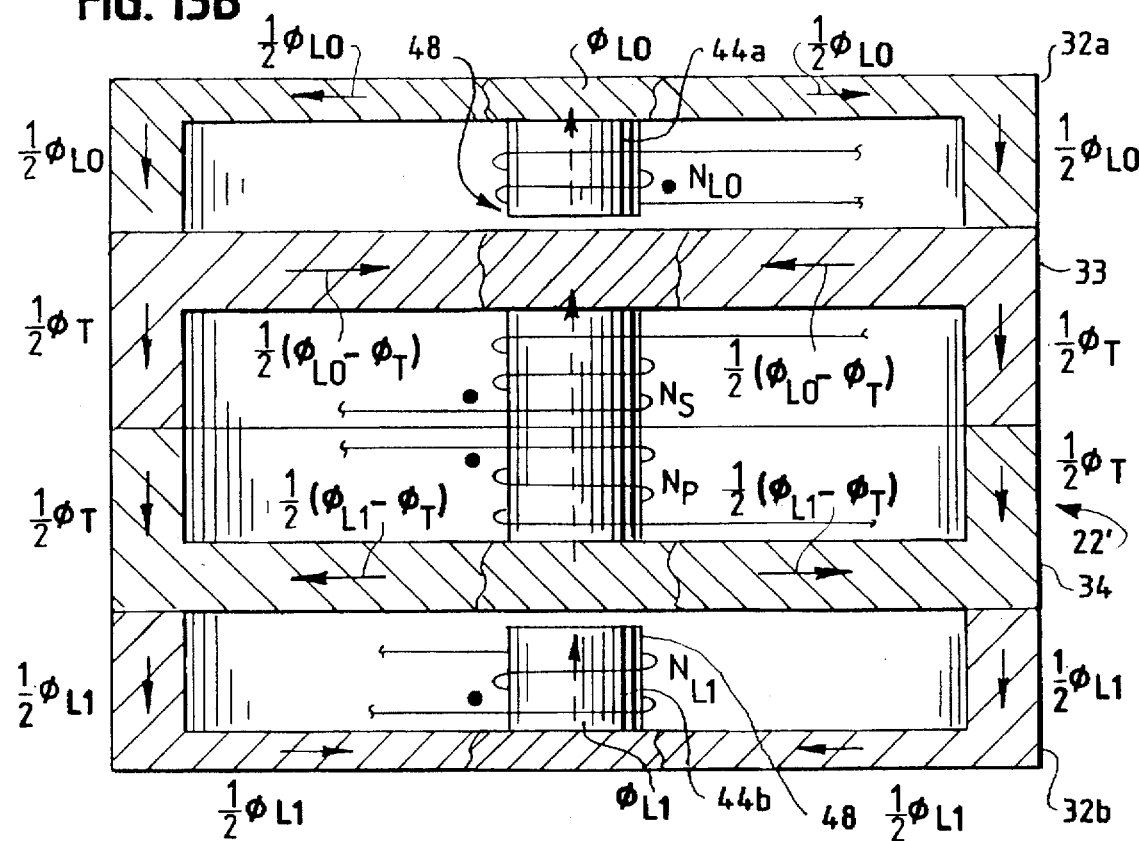 FIG. 13B
½ϕL0 48 ϕL0 44a ½ϕL0 32a
½ϕL0 NL0 ½ϕL0
33
½ϕT ½(ϕL0 - ϕT) ½(ϕL0 - ϕT) ½ϕT
NS
½ϕT ½(ϕL1 - ϕT) NP ½(ϕL1 - ϕT) ½ϕT
22'
34
½ϕL1 NL1 ½ϕL1
½ϕL1 ϕL1 44b 48 ½ϕL1 32b